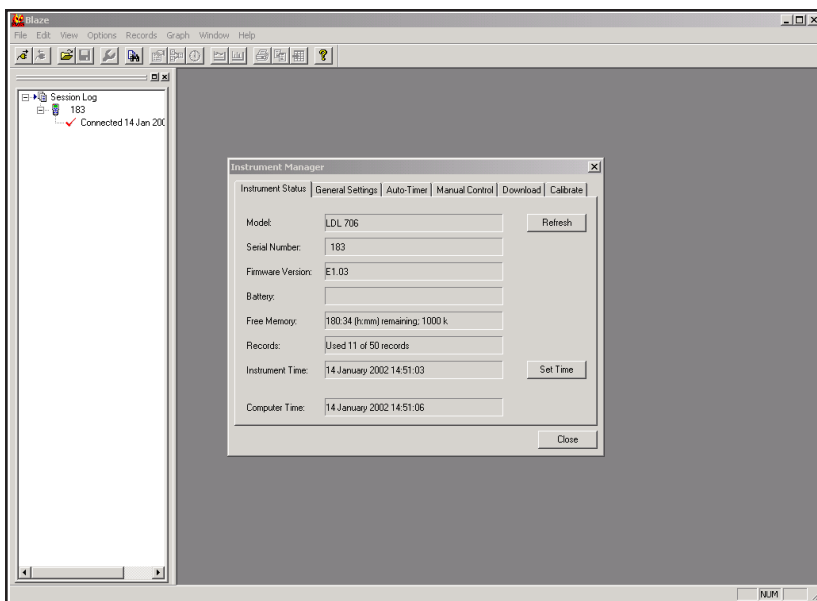 Blaze
File Edit View Options Records Graph Window Help
Session Log
183
Connected 14 Jan 200
Instrument Manager
Instrument Status General Settings Auto-Timer Manual Control Download Calibrate
Model: LDL 706 Refresh
Serial Number: 183
Firmware Version: E1.03
Battery:
Free Memory: 180:34 (h:mm) remaining; 1000 k
Records: Used 11 of 50 records
Instrument Time: 14 January 2002 14:51:03 Set Time
Computer Time: 14 January 2002 14:51:06
Close
NUM